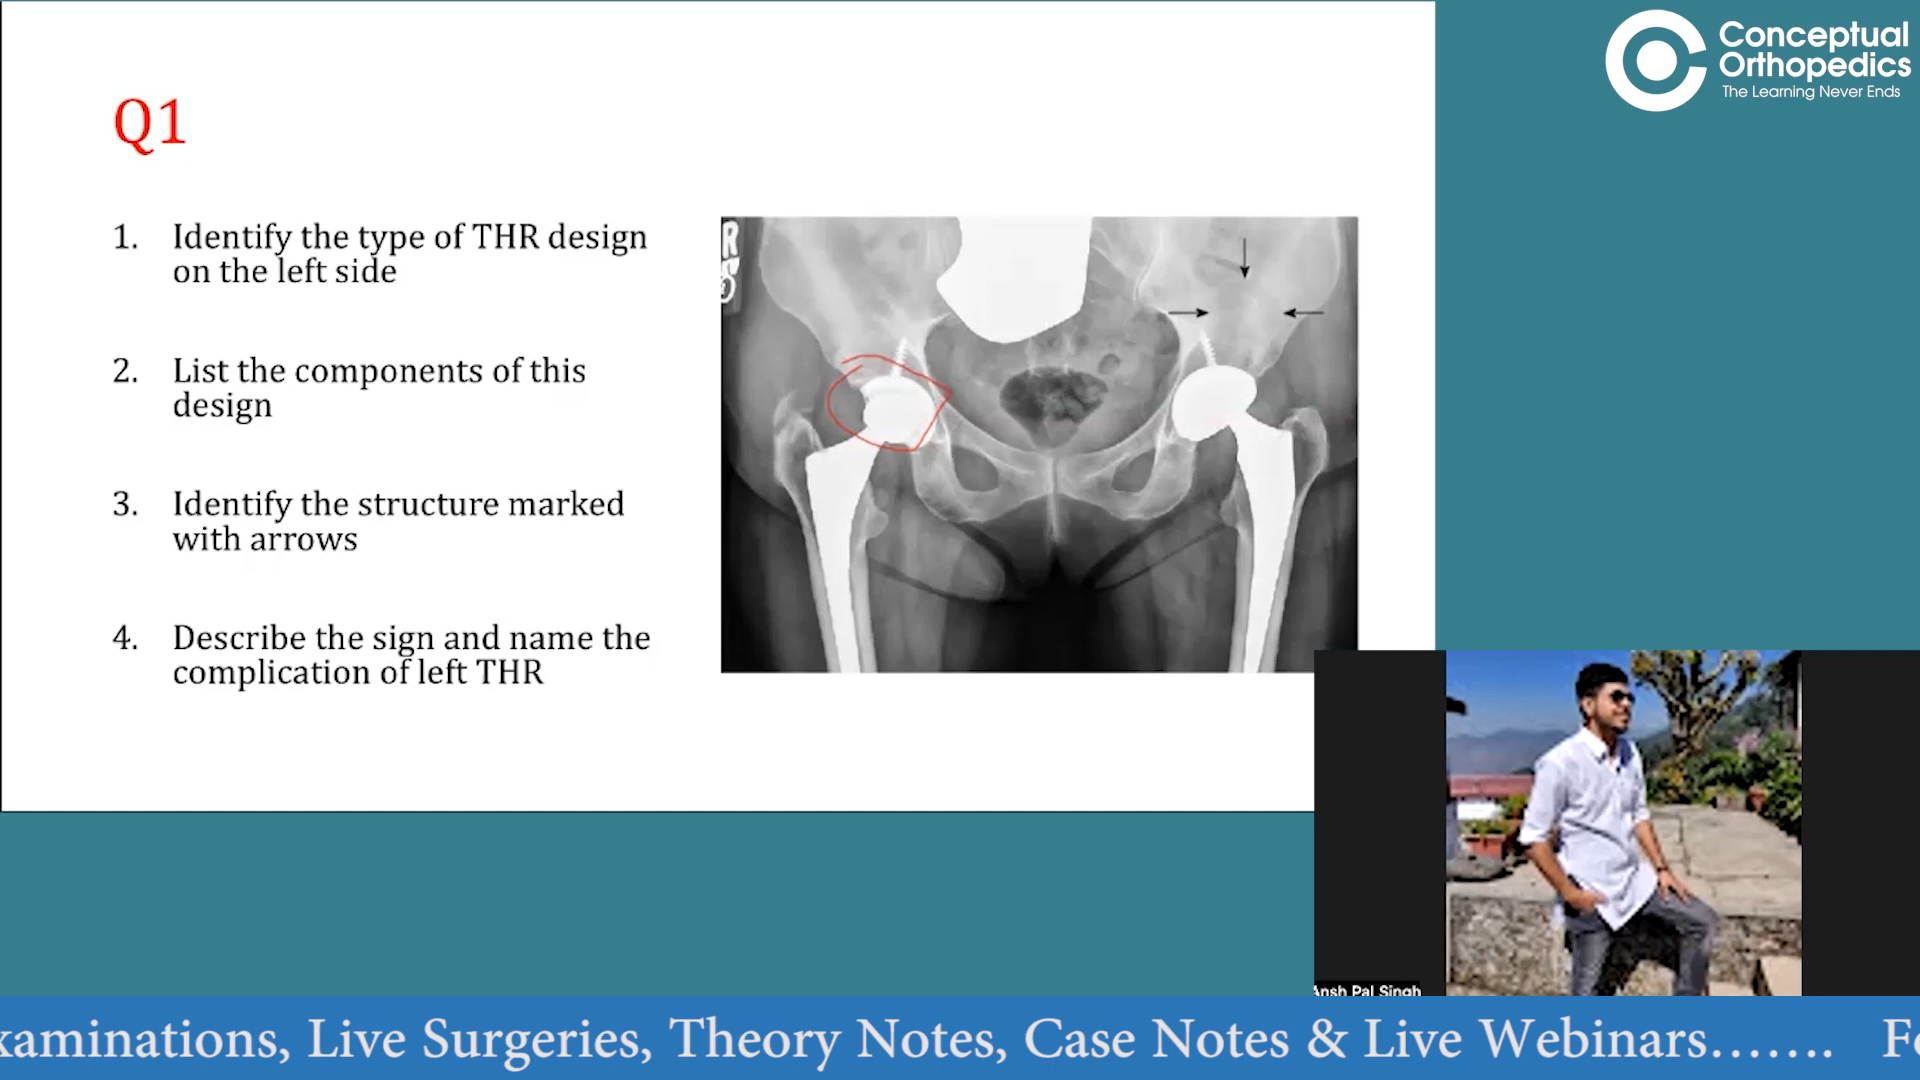 Conceptual
Orthopedics
The Learning Never Ends
Q1
1. Identify the type of THR design
on the left side
2. List the components of this
design
3. Identify the structure marked
with arrows
4. Describe the sign and name the
complication of left THR
R
Ansh Pal Singh
xaminations, Live Surgeries, Theory Notes, Case Notes & Live Webinars....... Fo